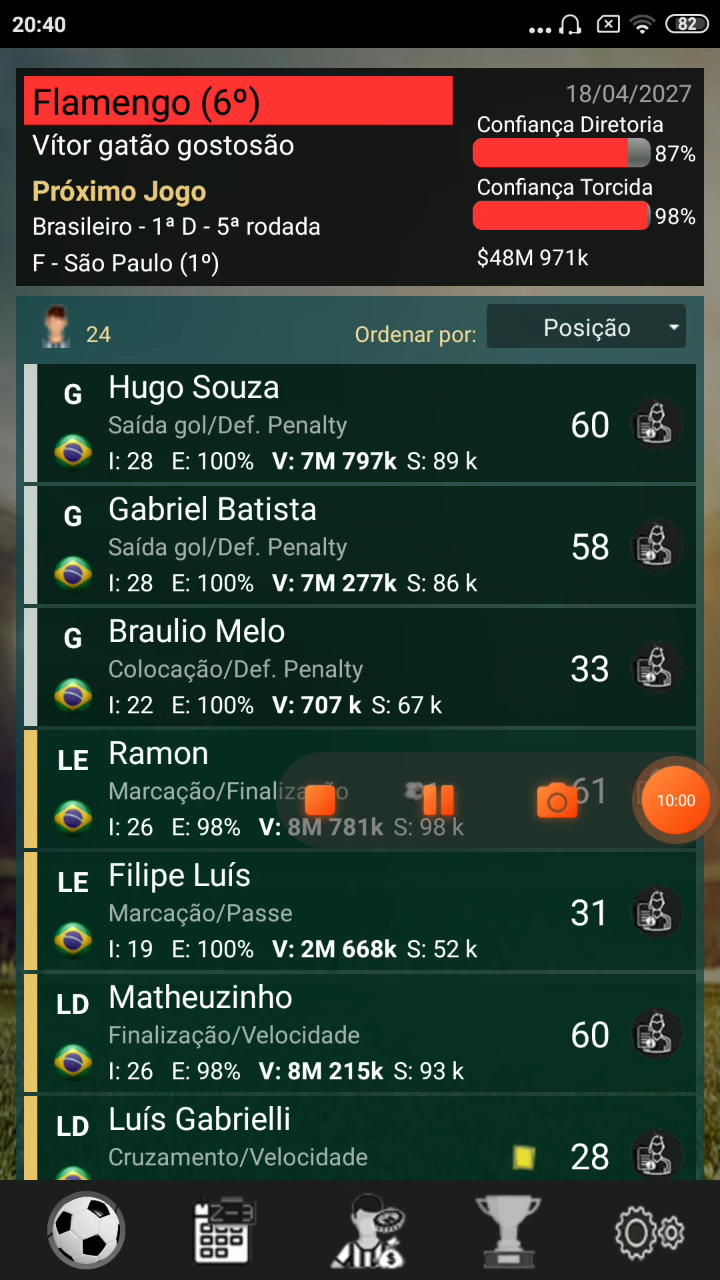 20:40
82
Flamengo (6º)
18/04/2027
Vítor gatão gostosão
Confiança Diretoria
87%
Próximo Jogo
Confiança Torcida
98%
Brasileiro - 1ª D - 5ª rodada
F - São Paulo (1º)
$48M 971k
24
Ordenar por:
Posição
G
Hugo Souza
Saída gol/Def. Penalty
60
I: 28 E: 100% V: 7M 797k S: 89 k
G
Gabriel Batista
Saída gol/Def. Penalty
58
I: 28 E: 100% V: 7M 277k S: 86 k
G
Braulio Melo
Colocação/Def. Penalty
33
I: 22 E: 100% V: 707 k S: 67 k
LE
Ramon
Marcação/Finalização
61
10:00
I: 26 E: 98% V: 8M 781k S: 98 k
LE
Filipe Luís
Marcação/Passe
31
I: 19 E: 100% V: 2M 668k S: 52 k
LD
Matheuzinho
Finalização/Velocidade
60
I: 26 E: 98% V: 8M 215k S: 93 k
LD
Luís Gabrielli
Cruzamento/Velocidade
28
2-3